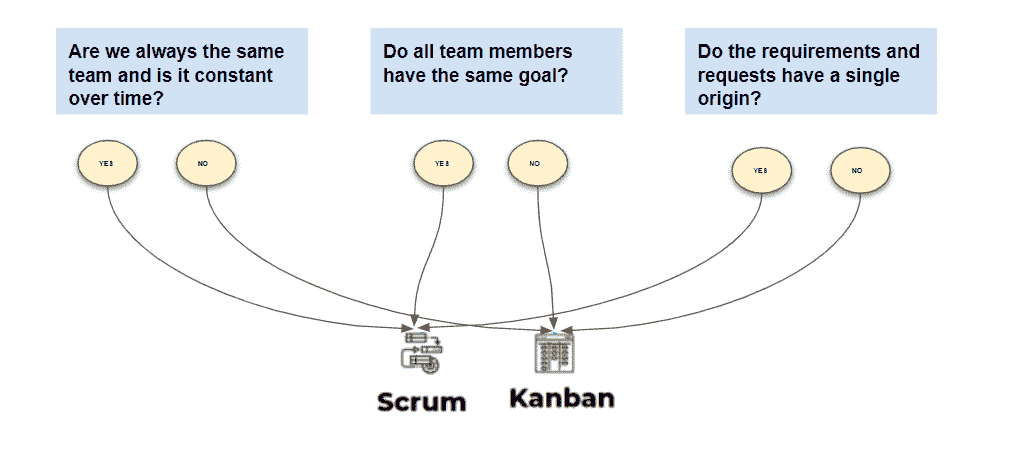 Are we always the same
team and is it constant
over time?
Do all team members
have the same goal?
Do the requirements and
requests have a single
origin?
YES
NO
YES
NO
YES
NO
Scrum
Kanban